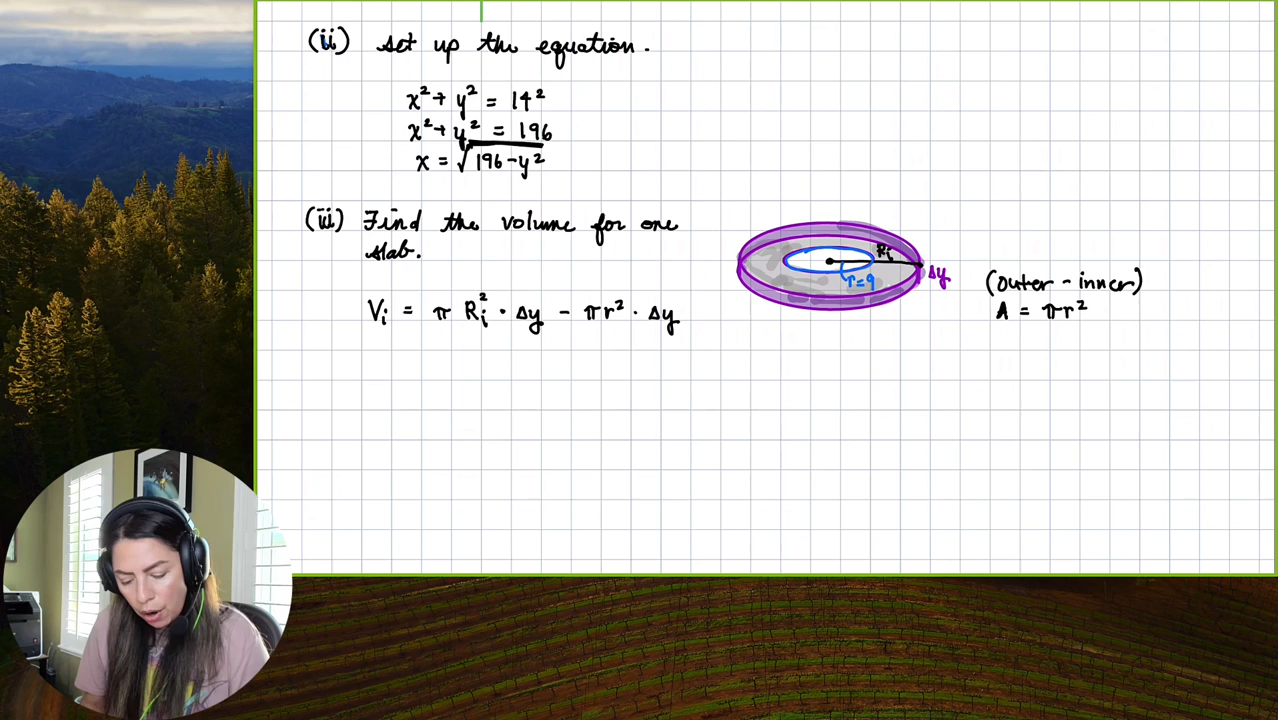 (ii) set up the equation.
x² + y² = 14²
x² + y² = 196
x = √(196 - y²)
(iii) Find the volume for one
slab.
Vᵢ = π Rᵢ² · Δy - πr² · Δy
Rᵢ
r=9
Δy
(outer - inner)
A = πr²